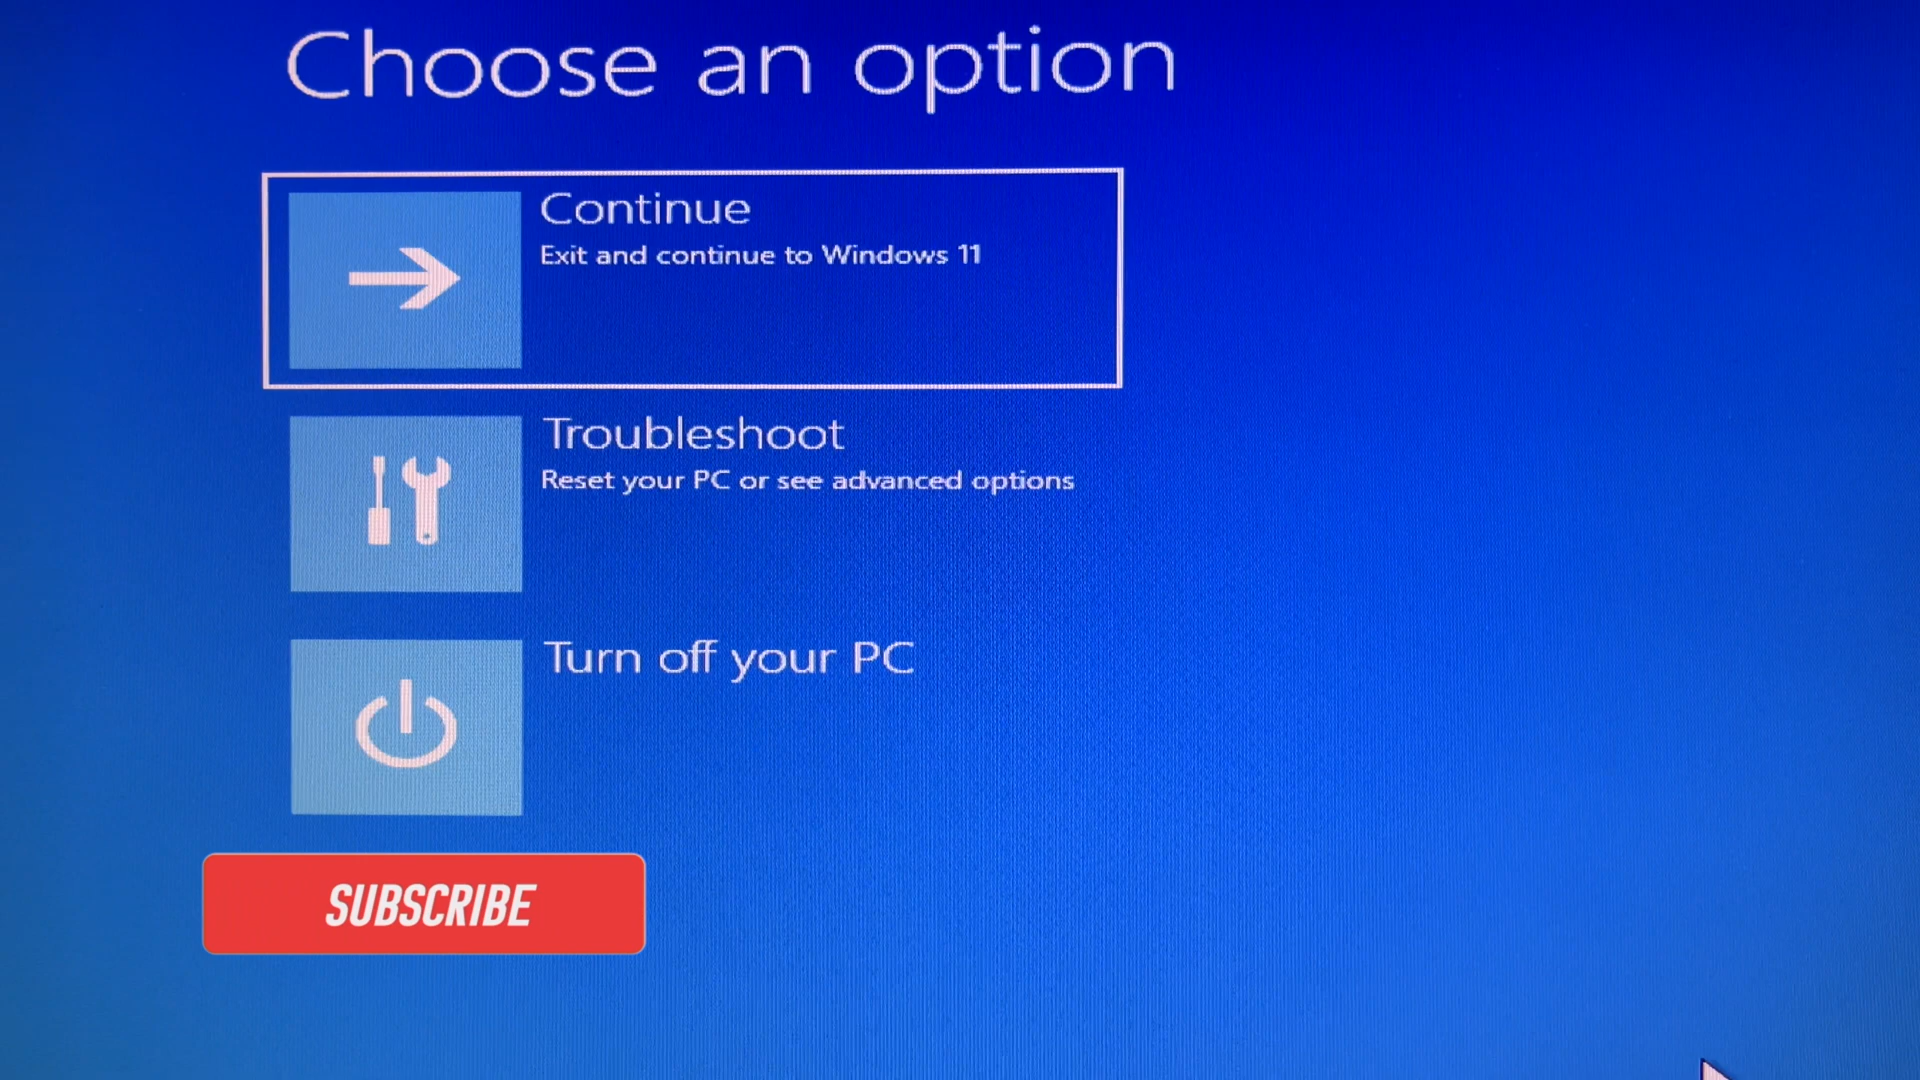 Choose an option
Continue
Exit and continue to Windows 11
Troubleshoot
Reset your PC or see advanced options
Turn off your PC
SUBSCRIBE